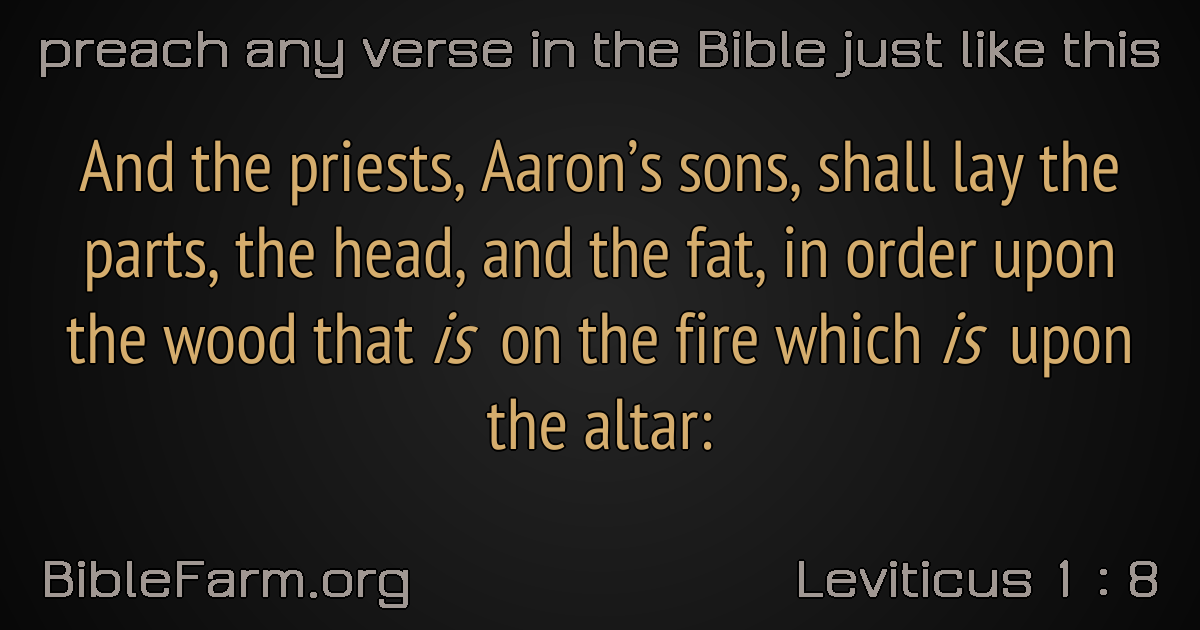 preach any verse in the Bible just like this
And the priests, Aaron’s sons, shall lay the
parts, the head, and the fat, in order upon
the wood that is on the fire which is upon
the altar:
BibleFarm.org
Leviticus 1 : 8